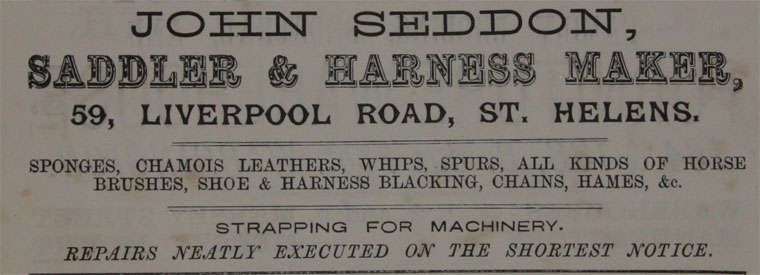 JOHN SEDDON,
SADDLER & HARNESS MAKER,
59, LIVERPOOL ROAD, ST. HELENS.
SPONGES, CHAMOIS LEATHERS, WHIPS, SPURS, ALL KINDS OF HORSE
BRUSHES, SHOE & HARNESS BLACKING, CHAINS, HAMES, &c.
STRAPPING FOR MACHINERY.
REPAIRS NEATLY EXECUTED ON THE SHORTEST NOTICE.